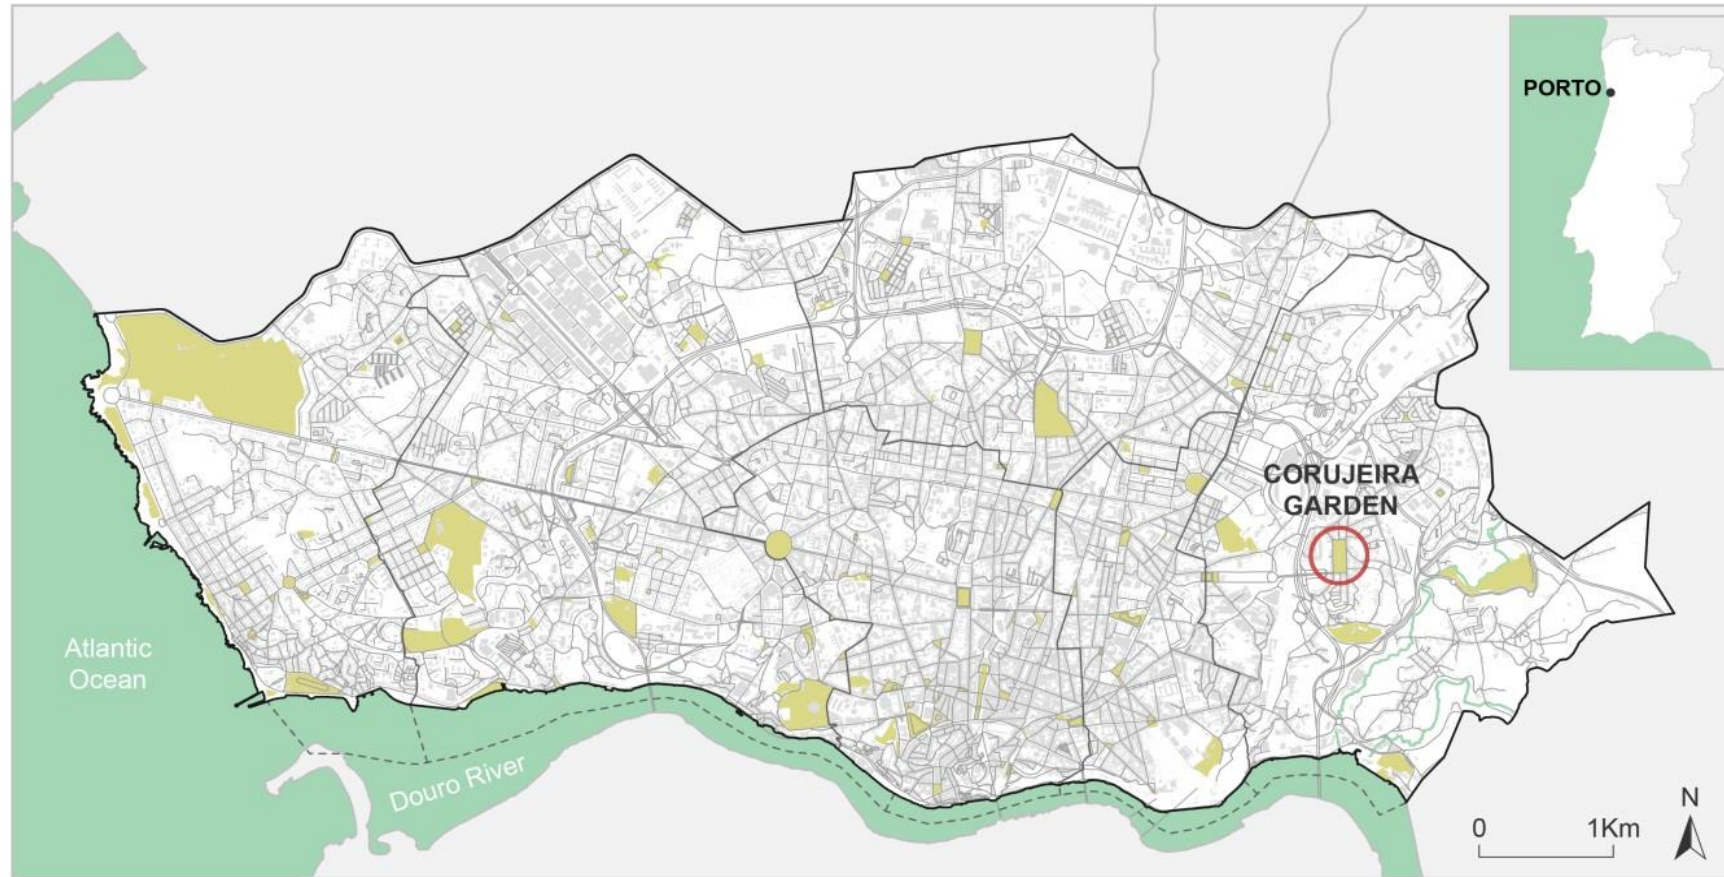 PORTO
CORUJEIRA
GARDEN
Atlantic
Ocean
Douro River
N
0 1Km